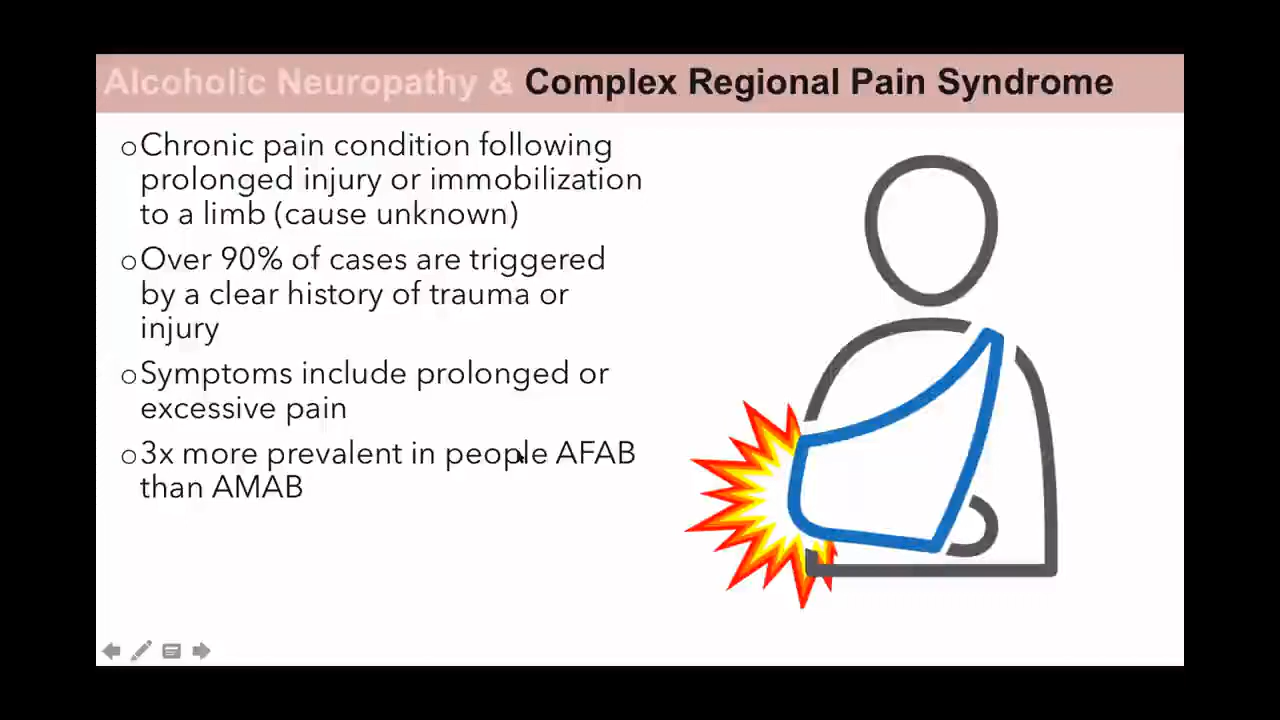 Alcoholic Neuropathy & Complex Regional Pain Syndrome
Chronic pain condition following
prolonged injury or immobilization
to a limb (cause unknown)
Over 90% of cases are triggered
by a clear history of trauma or
injury
Symptoms include prolonged or
excessive pain
3x more prevalent in people AFAB
than AMAB